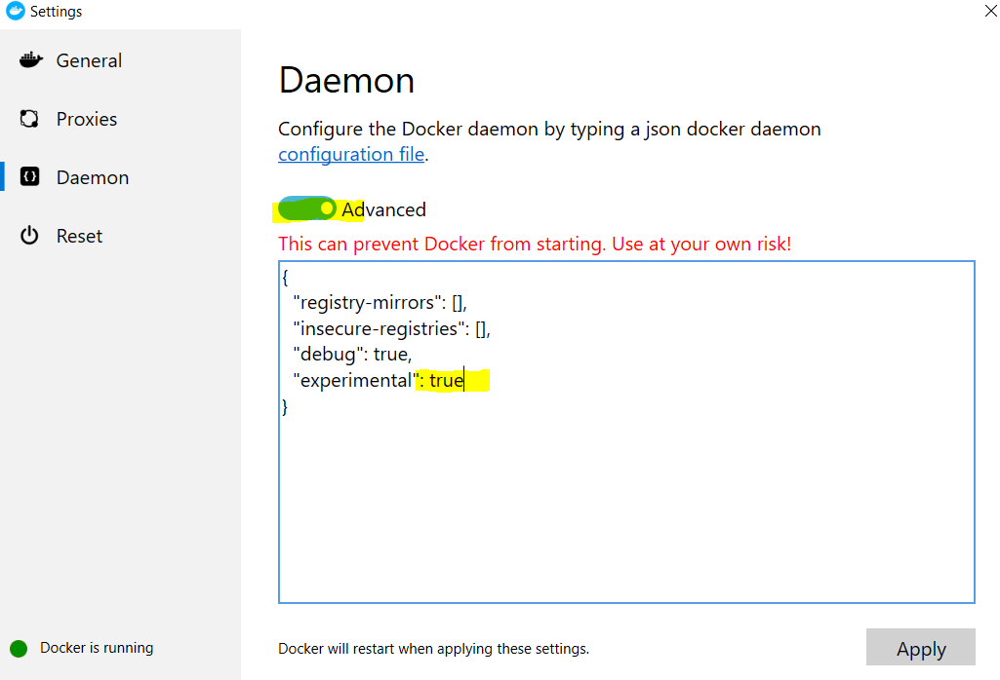 Settings
General
Proxies
Daemon
Reset
Docker is running
Daemon
Configure the Docker daemon by typing a json docker daemon
configuration file.
Advanced
This can prevent Docker from starting. Use at your own risk!
{
"registry-mirrors": [],
"insecure-registries": [],
"debug": true,
"experimental": true
}
Docker will restart when applying these settings.
Apply